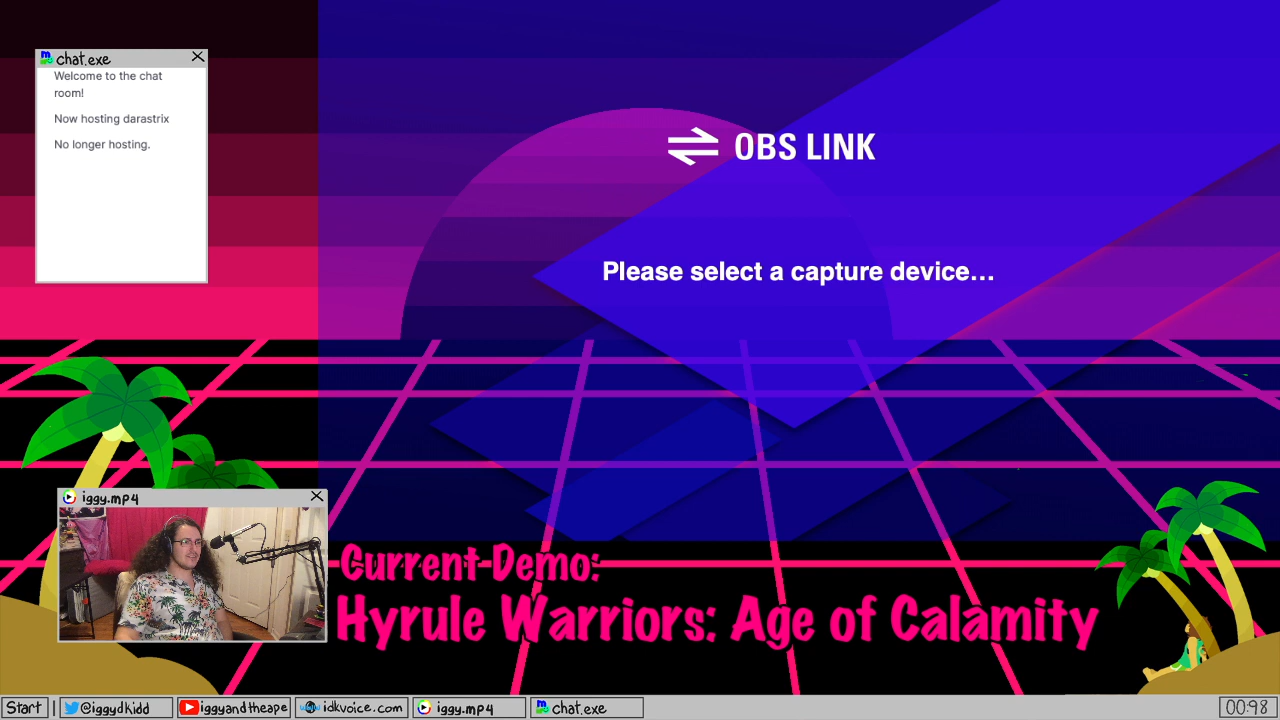 chat.exe
Welcome to the chat
room!
Now hosting darastrix
No longer hosting.
OBS LINK
Please select a capture device...
iggy.mp4
Current Demo:
Hyrule Warriors: Age of Calamity
Start | @iggydkidd iggyandtheape www idkvoice.com iggy.mp4 chat.exe 00:98